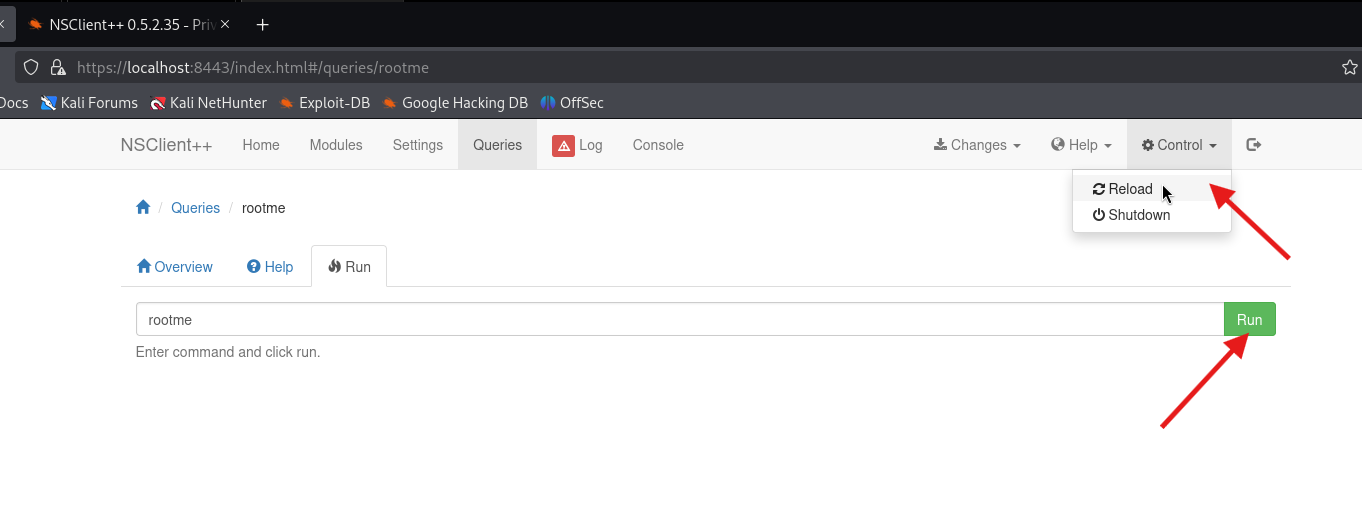 NSClient++ 0.5.2.35 - Priv
https://localhost:8443/index.html#/queries/rootme
Docs Kali Forums Kali NetHunter Exploit-DB Google Hacking DB OffSec
NSClient++ Home Modules Settings Queries Log Console Changes Help Control
Reload
Shutdown
Queries / rootme
Overview Help Run
rootme Run
Enter command and click run.